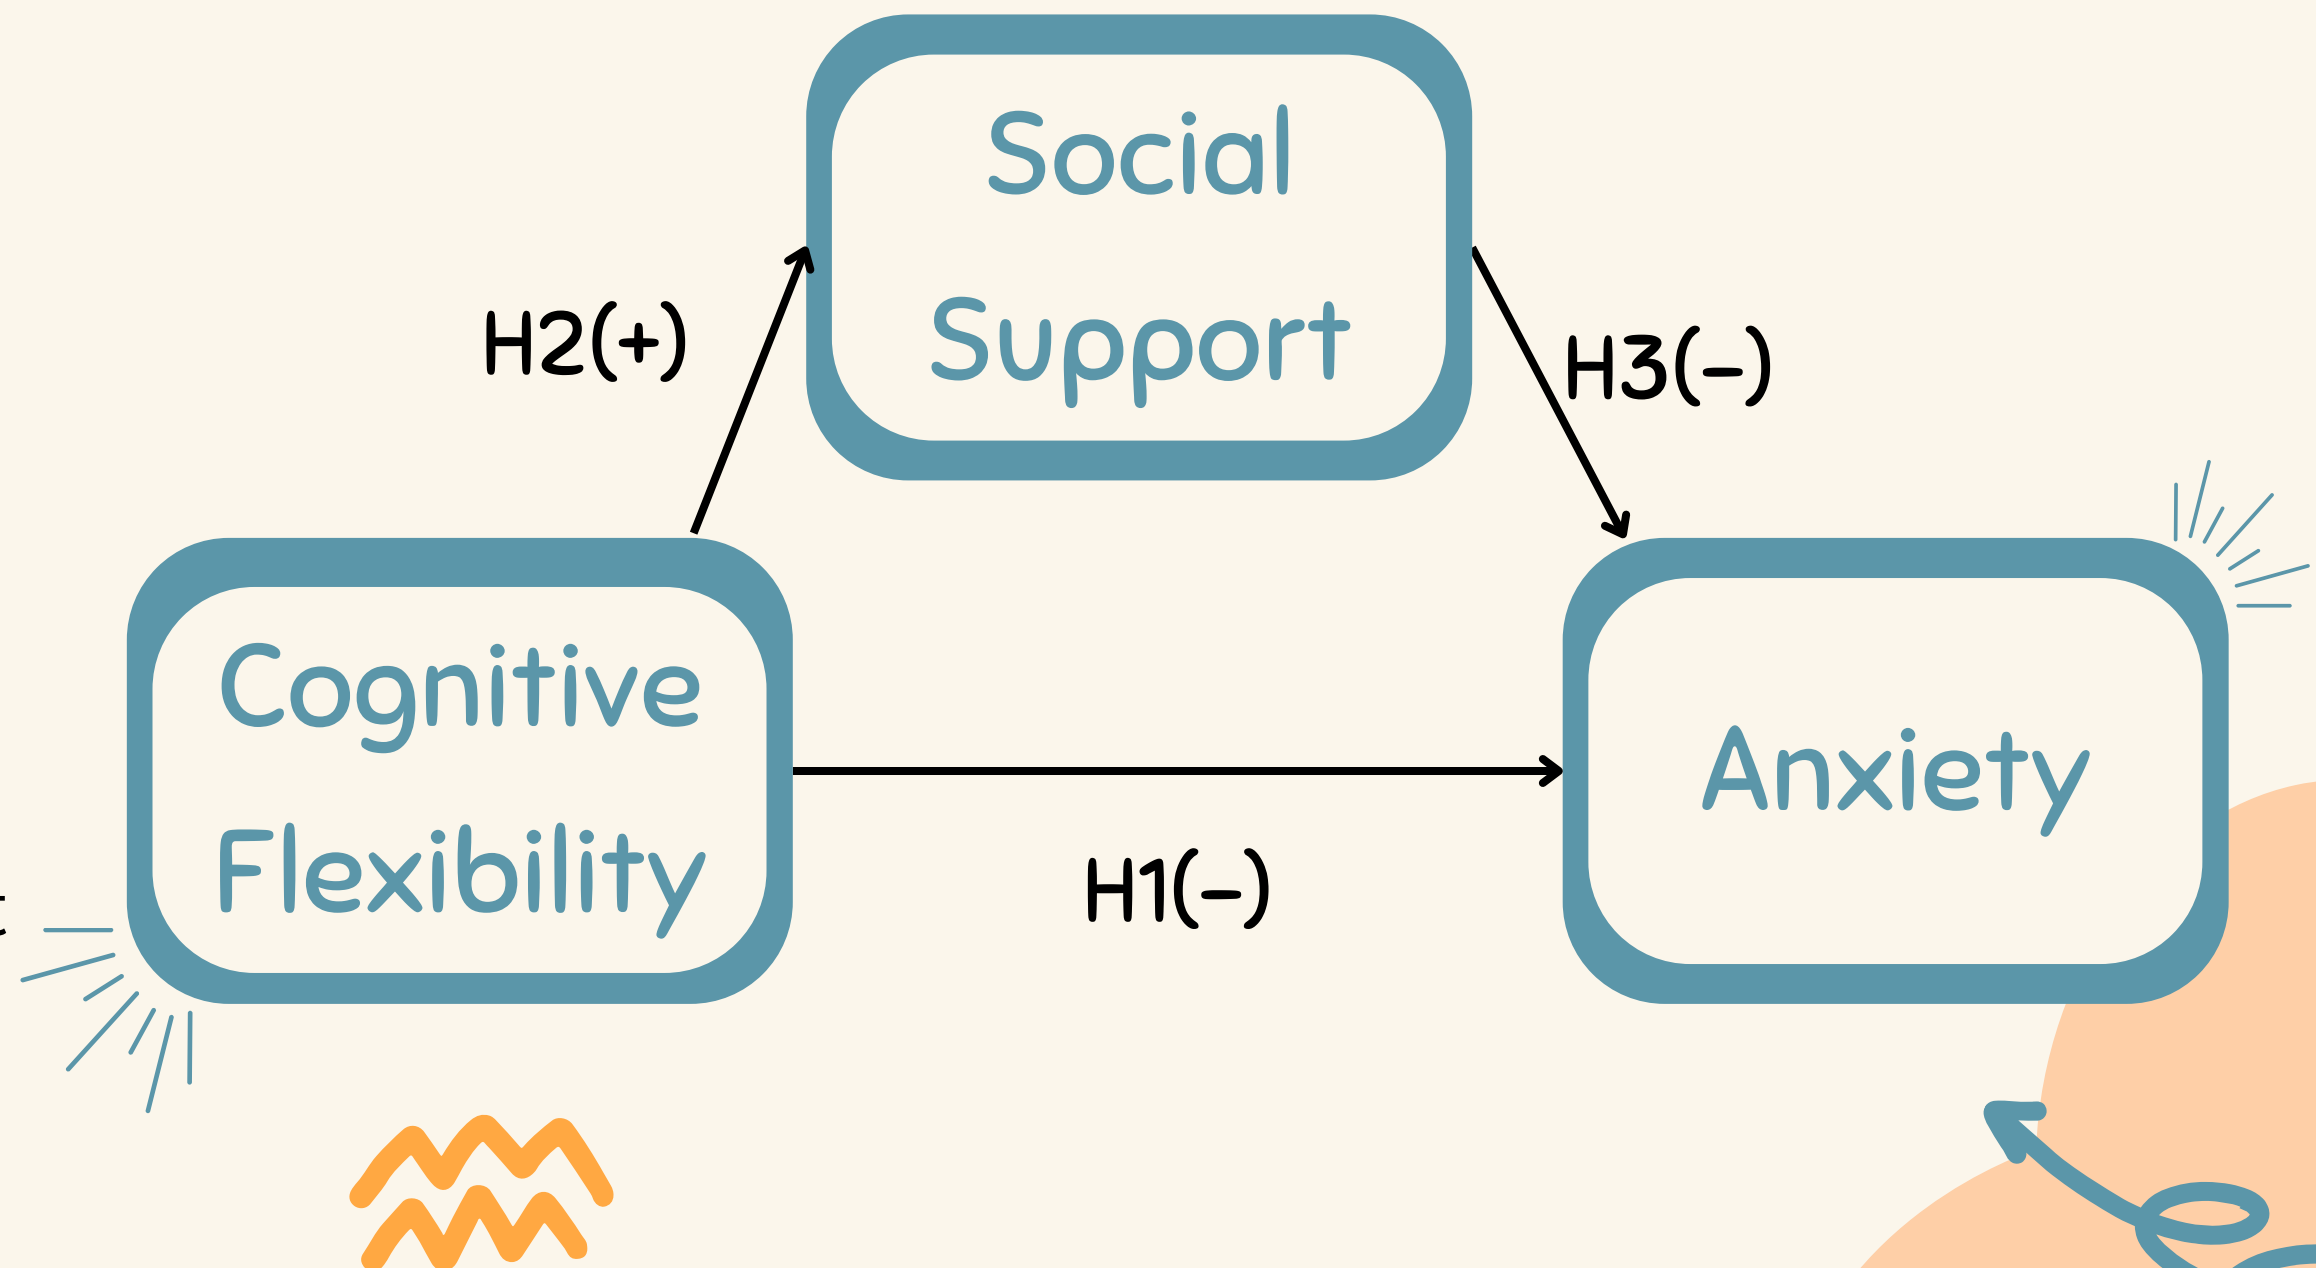 Social
Support
H2(+)
H3(-)
Cognitive
Flexibility
Anxiety
H1(-)